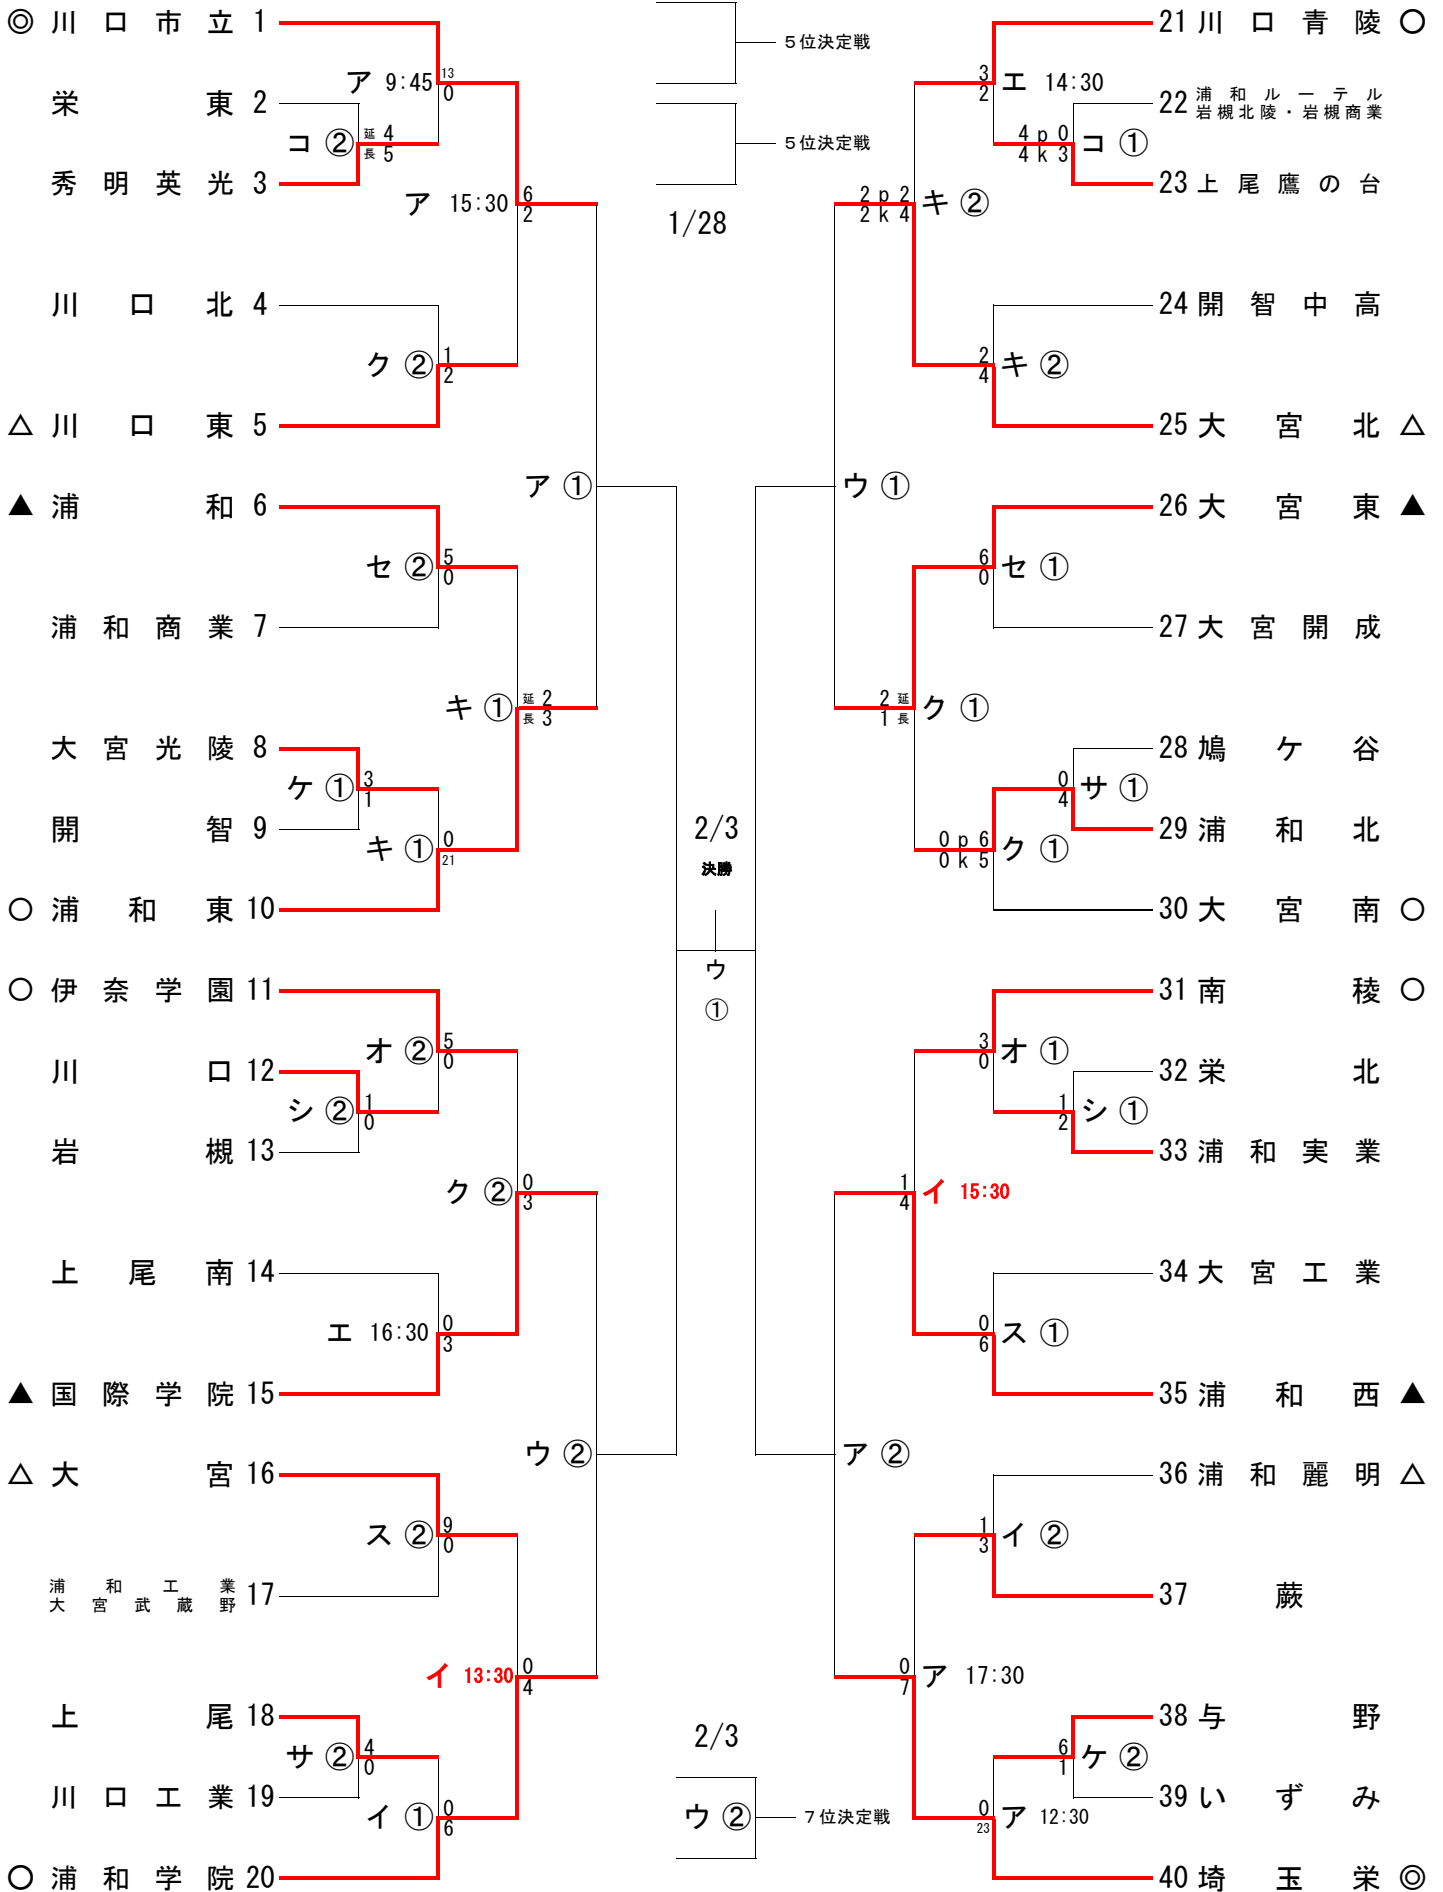 ◎ 川口市立 1
ア 9:45 13
0
栄東 2
コ ② 延長 4
5
秀明英光 3
ア 15:30 6
2
川口北 4
ク ② 1
2
△ 川口東 5
ア ①
▲ 浦和 6
セ ② 5
0
浦和商業 7
キ ① 延長 2
3
大宮光陵 8
ケ ① 3
1
開智 9
キ ① 0
21
○ 浦和東 10
○ 伊奈学園 11
オ ② 5
0
川口 12
シ ② 1
0
岩槻 13
ク ② 0
3
上尾南 14
エ 16:30 0
3
▲ 国際学院 15
ウ ②
△ 大宮 16
ス ② 9
0
浦和工業
大宮武蔵野 17
イ 13:30 0
4
上尾 18
サ ② 4
0
川口工業 19
イ ① 0
6
○ 浦和学院 20
5位決定戦
5位決定戦
1/28
2/3
決勝
ウ
①
2/3
ウ ② 7位決定戦
21 川口青陵 ○
3 エ 14:30
2
22 浦和ルーテル
岩槻北陵・岩槻商業
4 p 0 コ ①
4 k 3
23 上尾鷹の台
2 p 2 キ ②
2 k 4
24 開智中高
2 キ ②
4
25 大宮北 △
ウ ①
26 大宮東 ▲
6 セ ①
0
27 大宮開成
2 延長 ク ①
1
28 鳩ケ谷
0 サ ①
4
29 浦和北
0 p 6 ク ①
0 k 5
30 大宮南 ○
31 南稜 ○
3 オ ①
0
32 栄北
1 シ ①
2
33 浦和実業
1 イ 15:30
4
34 大宮工業
0 ス ①
6
35 浦和西 ▲
ア ②
36 浦和麗明 △
1 イ ②
3
37 蕨
0 ア 17:30
7
38 与野
6 ケ ②
1
39 いずみ
0 ア 12:30
23
40 埼玉栄 ◎